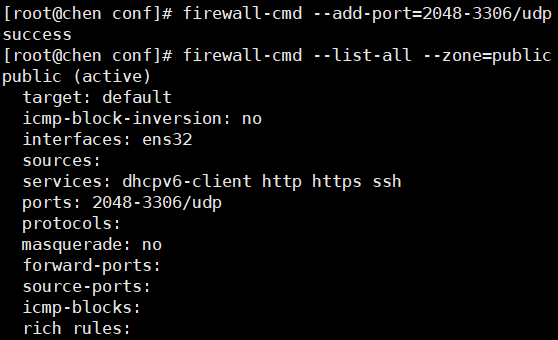 [root@chen conf]# firewall-cmd --add-port=2048-3306/udp
success
[root@chen conf]# firewall-cmd --list-all --zone=public
public (active)
  target: default
  icmp-block-inversion: no
  interfaces: ens32
  sources:
  services: dhcpv6-client http https ssh
  ports: 2048-3306/udp
  protocols:
  masquerade: no
  forward-ports:
  source-ports:
  icmp-blocks:
  rich rules: